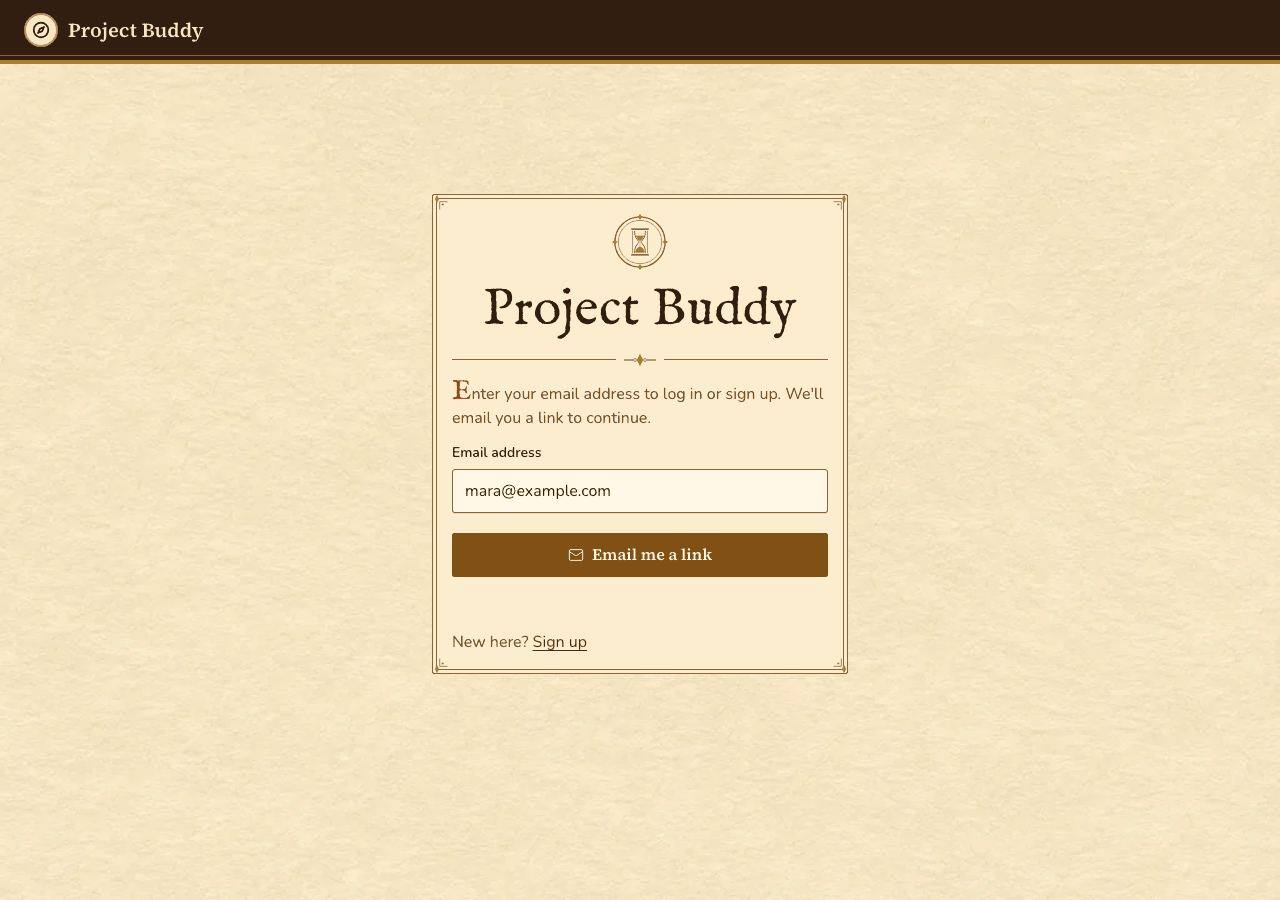 Project Buddy
Project Buddy
Enter your email address to log in or sign up. We'll
email you a link to continue.
Email address
mara@example.com
Email me a link
New here? Sign up